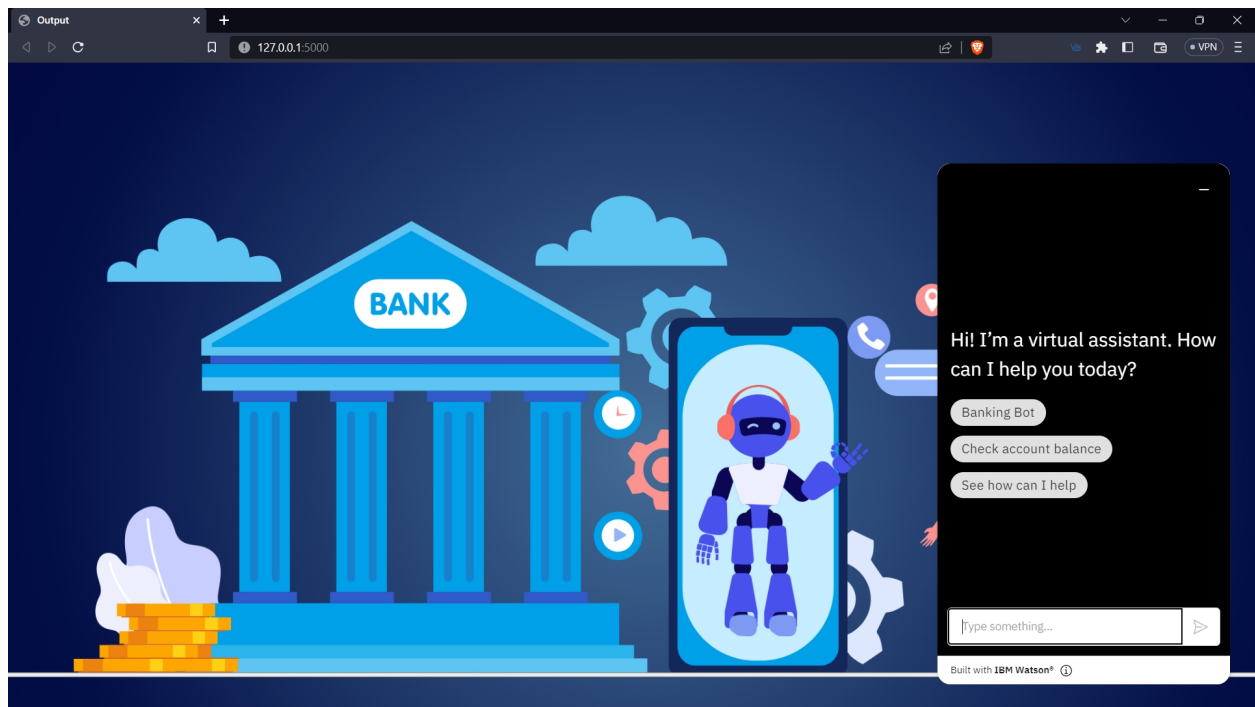 Output
127.0.0.1:5000
VPN
BANK
Hi! I’m a virtual assistant. How
can I help you today?
Banking Bot
Check account balance
See how can I help
Type something...
Built with IBM Watson®